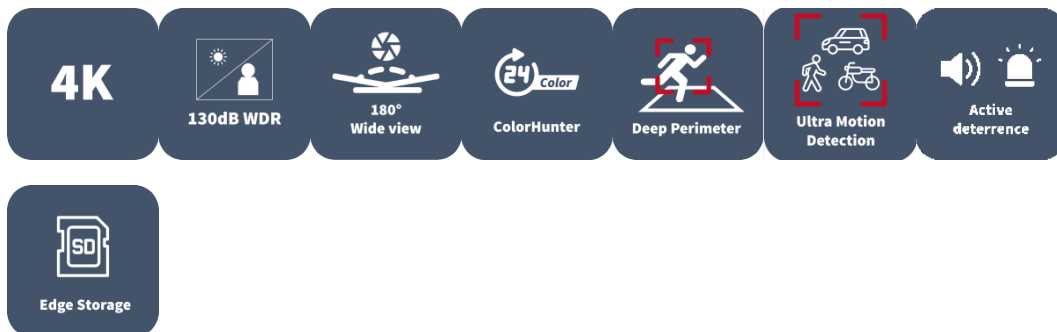 4K
130dB WDR
180°
Wide view
24 Color
ColorHunter
Deep Perimeter
Ultra Motion
Detection
Active
deterrence
SD
Edge Storage